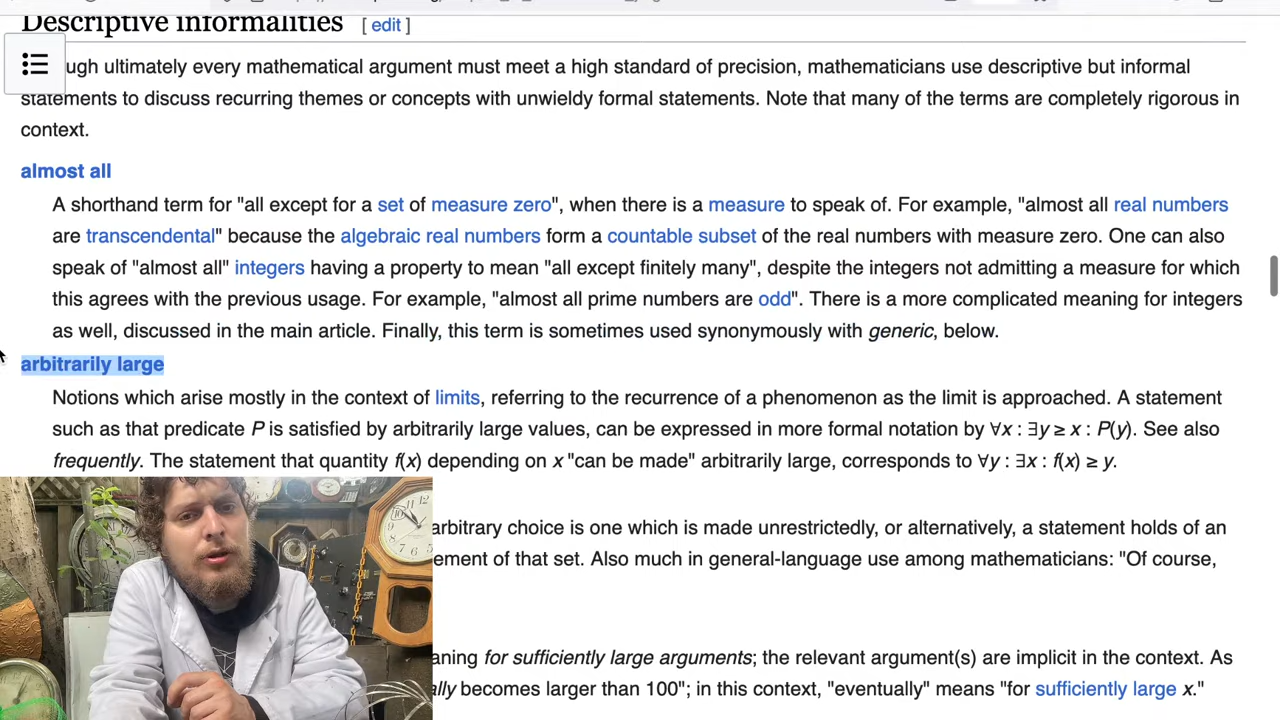 Descriptive informalities [ edit ]
ugh ultimately every mathematical argument must meet a high standard of precision, mathematicians use descriptive but informal
statements to discuss recurring themes or concepts with unwieldy formal statements. Note that many of the terms are completely rigorous in
context.
almost all
A shorthand term for "all except for a set of measure zero", when there is a measure to speak of. For example, "almost all real numbers
are transcendental" because the algebraic real numbers form a countable subset of the real numbers with measure zero. One can also
speak of "almost all" integers having a property to mean "all except finitely many", despite the integers not admitting a measure for which
this agrees with the previous usage. For example, "almost all prime numbers are odd". There is a more complicated meaning for integers
as well, discussed in the main article. Finally, this term is sometimes used synonymously with generic, below.
arbitrarily large
Notions which arise mostly in the context of limits, referring to the recurrence of a phenomenon as the limit is approached. A statement
such as that predicate P is satisfied by arbitrarily large values, can be expressed in more formal notation by ∀x : ∃y ≥ x : P(y). See also
frequently. The statement that quantity f(x) depending on x "can be made" arbitrarily large, corresponds to ∀y : ∃x : f(x) ≥ y.
arbitrary choice is one which is made unrestrictedly, or alternatively, a statement holds of an
ement of that set. Also much in general-language use among mathematicians: "Of course,
aning for sufficiently large arguments; the relevant argument(s) are implicit in the context. As
ally becomes larger than 100"; in this context, "eventually" means "for sufficiently large x."